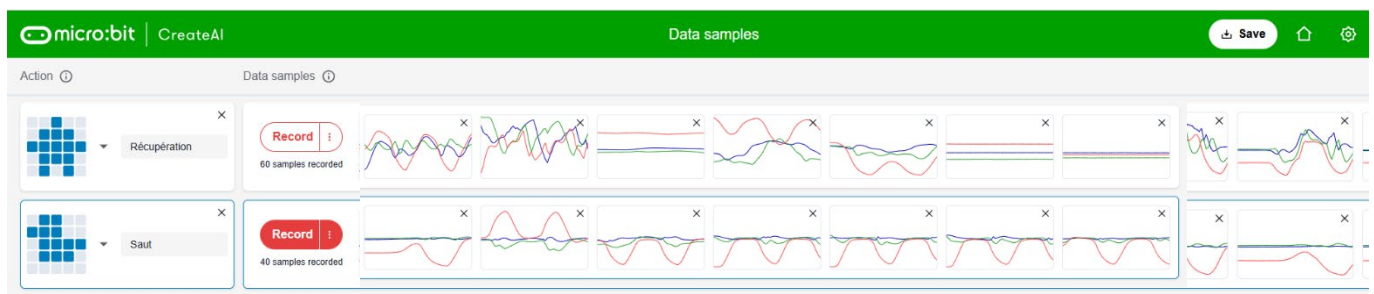 micro:bit | CreateAI
Data samples
Save
Action
Data samples
Récupération
Record
60 samples recorded
Saut
Record
40 samples recorded